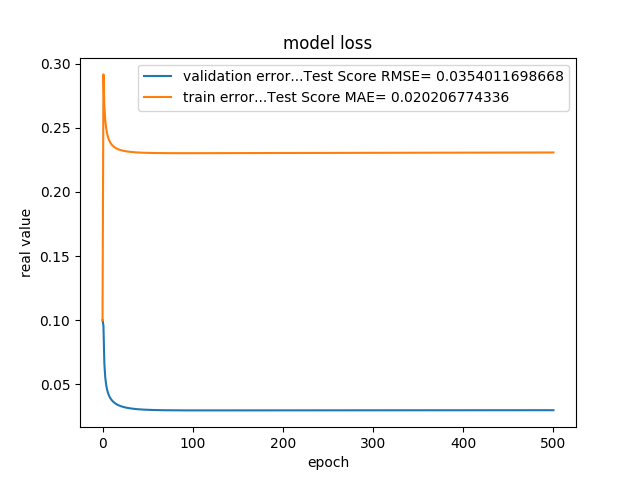 model loss
validation error...Test Score RMSE= 0.0354011698668
train error...Test Score MAE= 0.020206774336
real value
0.30
0.25
0.20
0.15
0.10
0.05
0 100 200 300 400 500
epoch